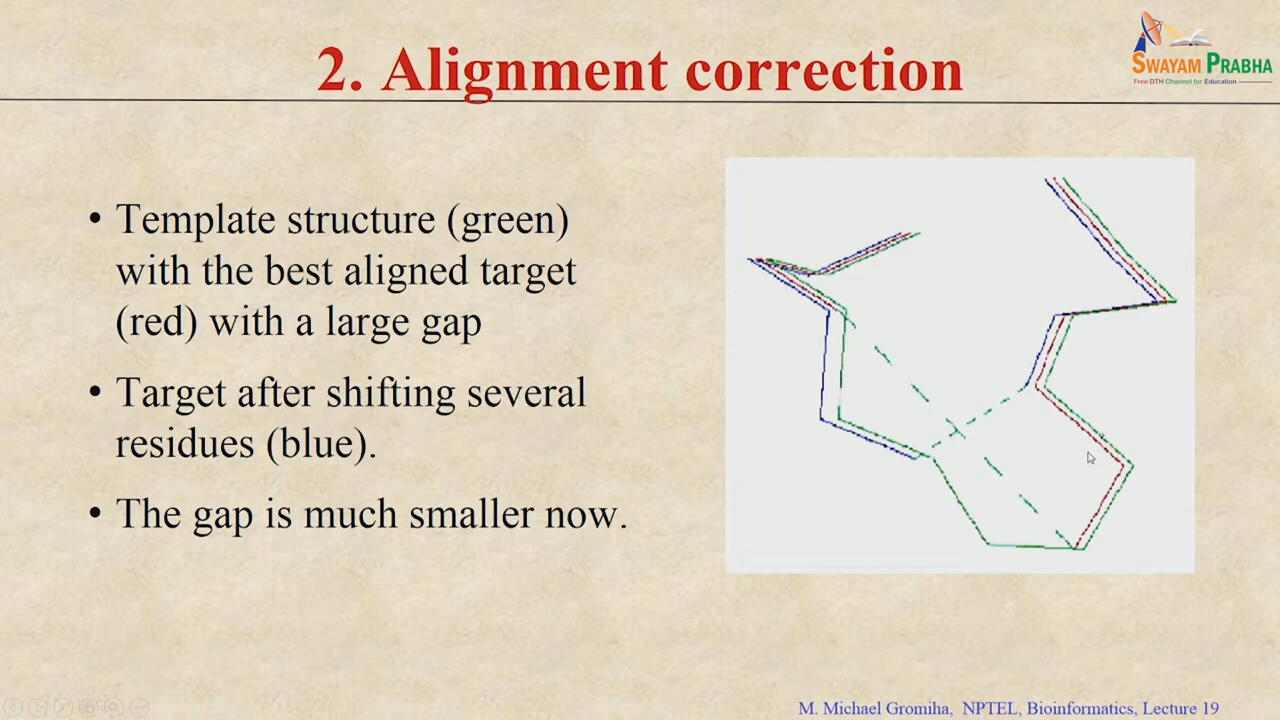 2. Alignment correction
SWAYAM PRABHA
Free DTH Channel for Education
• Template structure (green)
with the best aligned target
(red) with a large gap
• Target after shifting several
residues (blue).
• The gap is much smaller now.
M. Michael Gromiha, NPTEL, Bioinformatics, Lecture 19